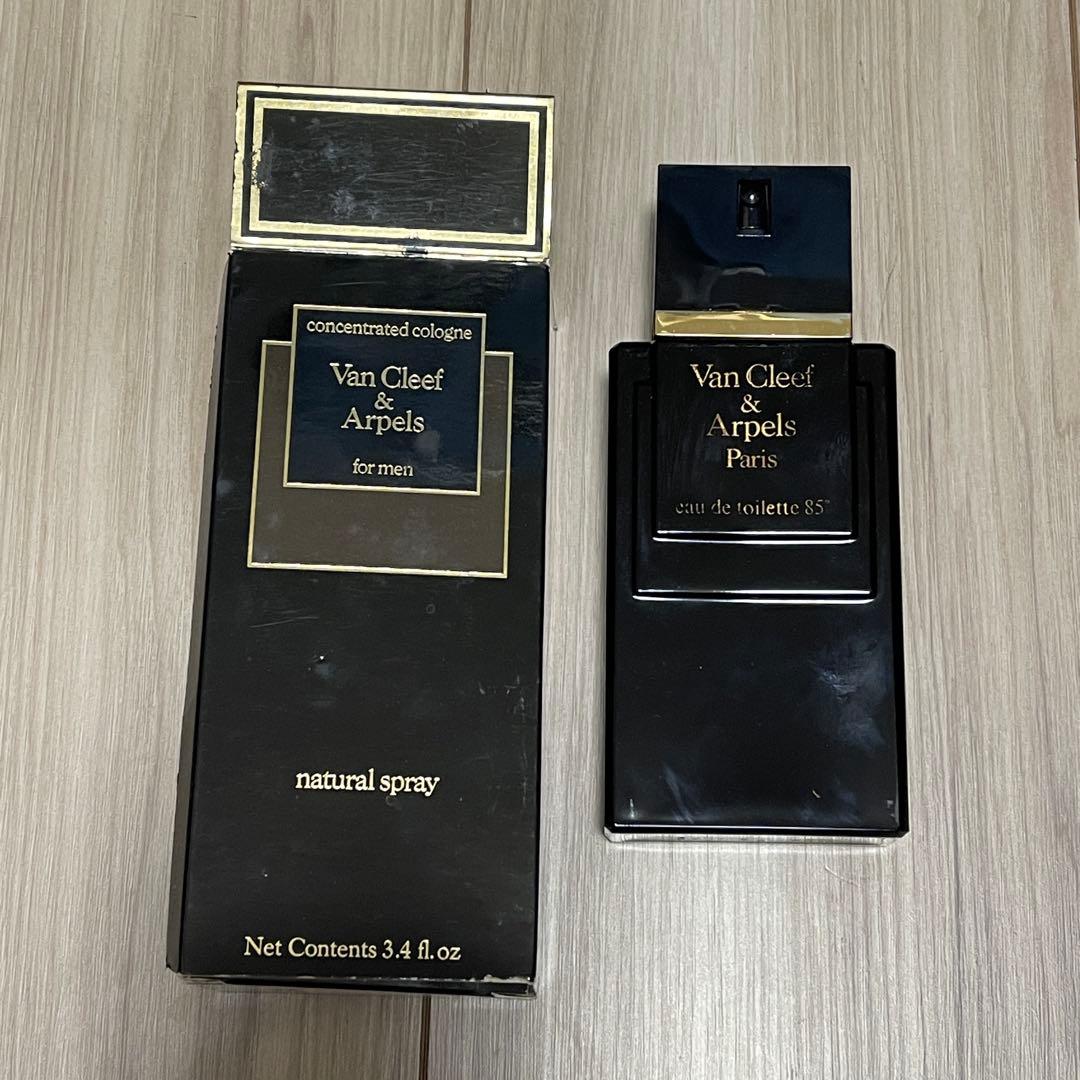 concentrated cologne
Van Cleef
&
Arpels
for men
natural spray
Net Contents 3.4 fl. oz
Van Cleef
&
Arpels
Paris
eau de toilette 85°